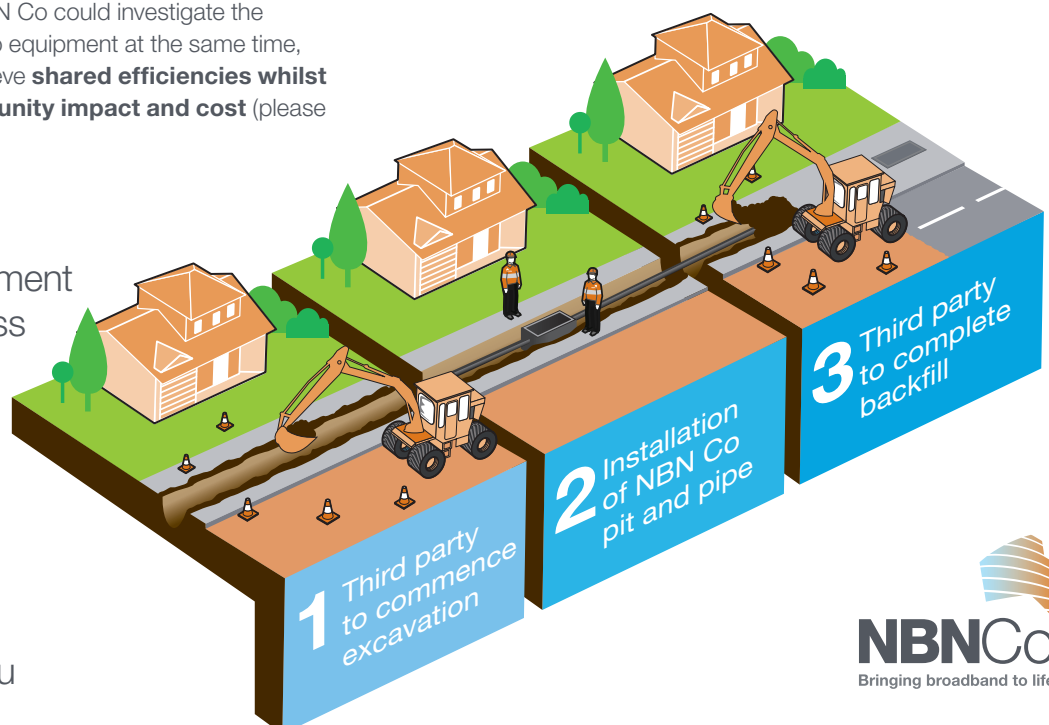 N Co could investigate the
equipment at the same time,
eve shared efficiencies whilst
unity impact and cost (please
ment
ss
1 Third party
to commence
excavation
2 Installation
of NBN Co
pit and pipe
3 Third party
to complete
backfill
u
NBNCo
Bringing broadband to life